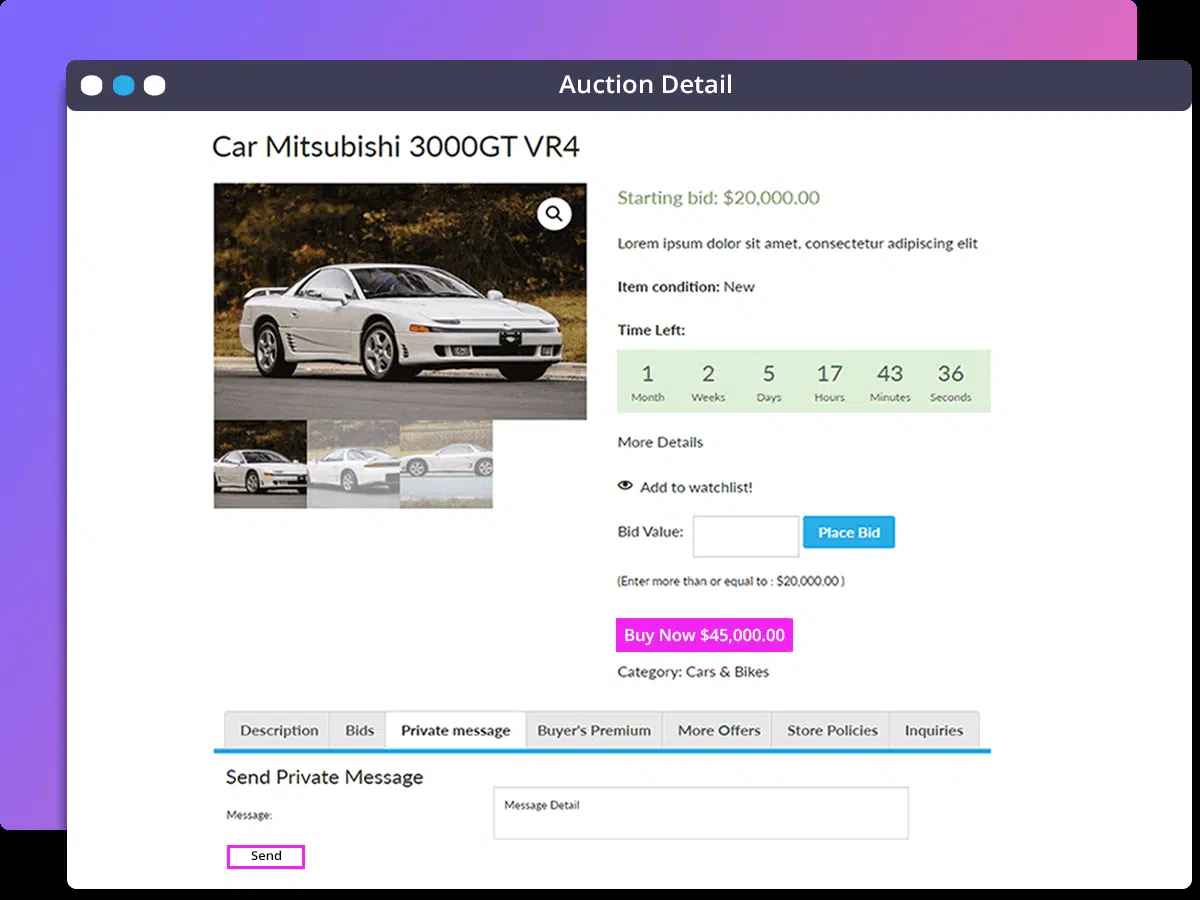 Auction Detail
Car Mitsubishi 3000GT VR4
Starting bid: $20,000.00
Lorem ipsum dolor sit amet, consectetur adipiscing elit
Item condition: New
Time Left:
1 2 5 17 43 36
Month Weeks Days Hours Minutes Seconds
More Details
Add to watchlist!
Bid Value: Place Bid
(Enter more than or equal to : $20,000.00 )
Buy Now $45,000.00
Category: Cars & Bikes
Description Bids Private message Buyer's Premium More Offers Store Policies Inquiries
Send Private Message
Message: Message Detail
Send